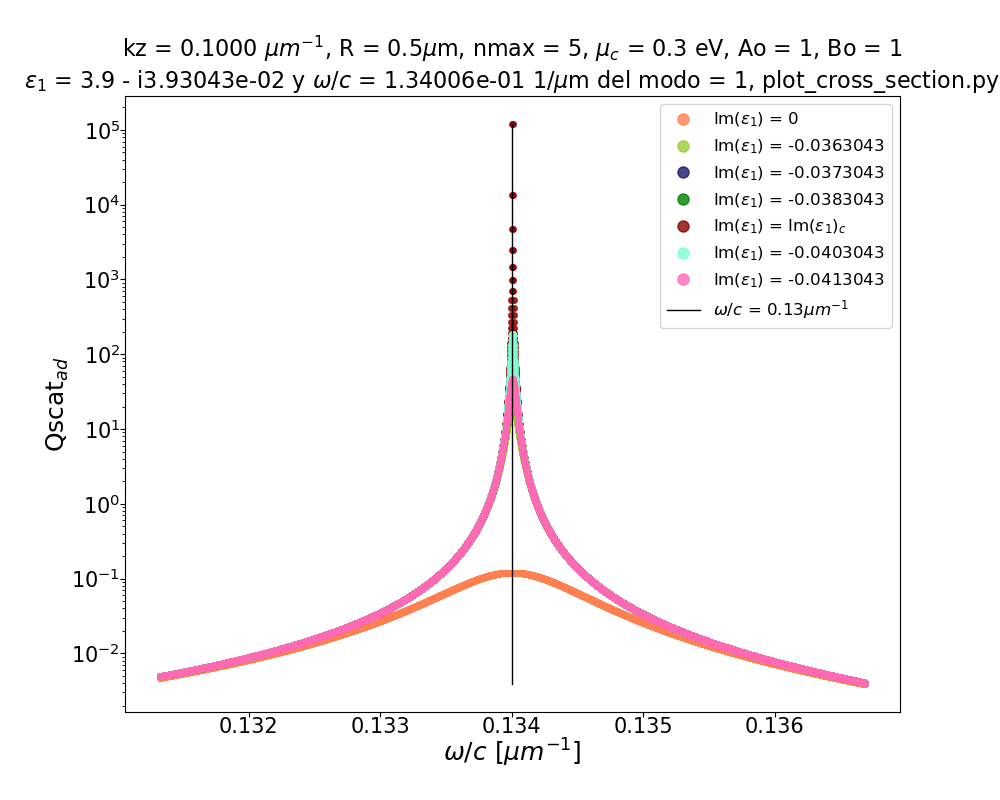 kz = 0.1000 μm⁻¹, R = 0.5μm, nmax = 5, μ_c = 0.3 eV, Ao = 1, Bo = 1
ε₁ = 3.9 - i3.93043e-02 y ω/c = 1.34006e-01 1/μm del modo = 1, plot_cross_section.py
Im(ε₁) = 0
Im(ε₁) = -0.0363043
Im(ε₁) = -0.0373043
Im(ε₁) = -0.0383043
Im(ε₁) = Im(ε₁)_c
Im(ε₁) = -0.0403043
Im(ε₁) = -0.0413043
ω/c = 0.13μm⁻¹
Qscat_ad
10⁵
10⁴
10³
10²
10¹
10⁰
10⁻¹
10⁻²
0.132 0.133 0.134 0.135 0.136
ω/c [μm⁻¹]